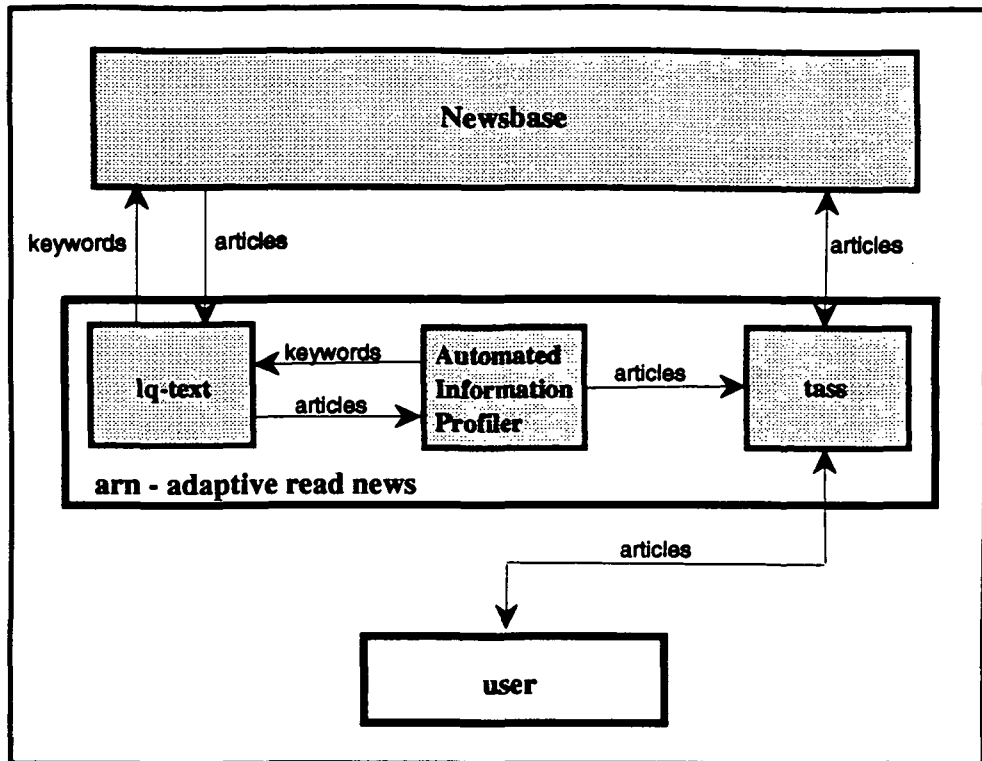 Newsbase
keywords
articles
articles
lq-text
keywords
articles
Automated
Information
Profiler
articles
tass
arn - adaptive read news
articles
user